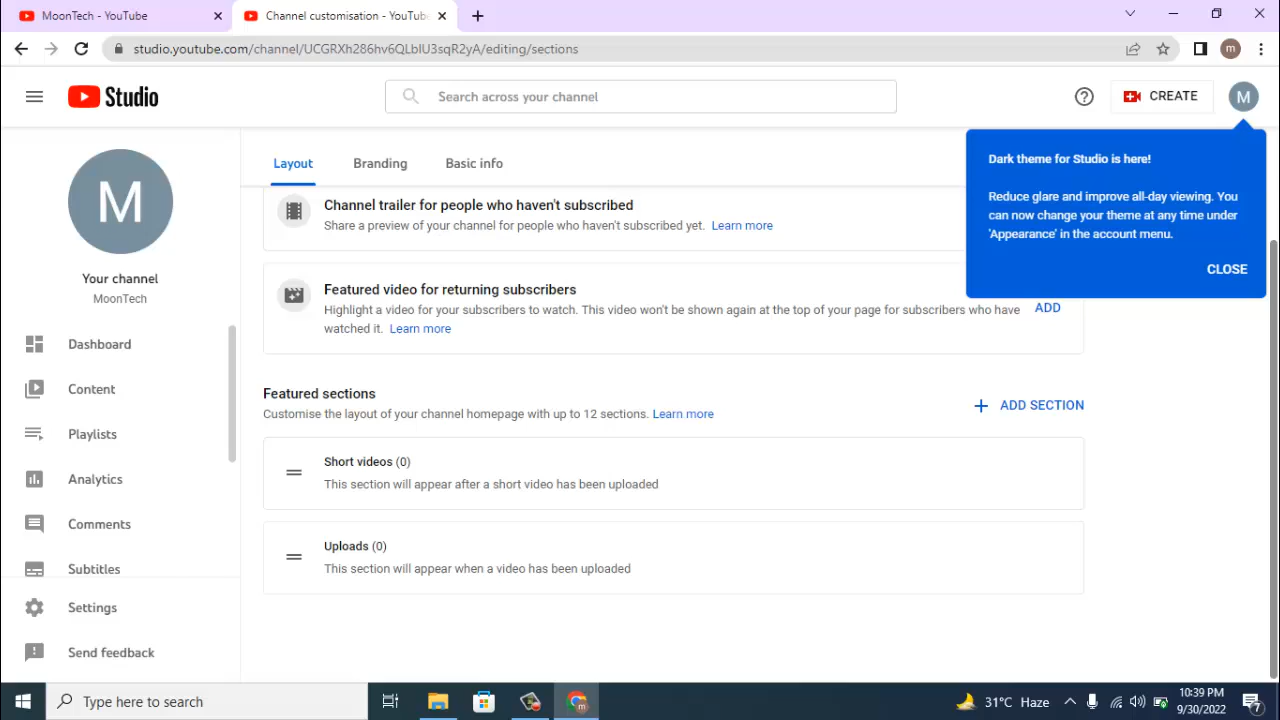 MoonTech - YouTube
Channel customisation - YouTube
studio.youtube.com/channel/UCGRXh286hv6QLbIU3sqR2yA/editing/sections
m
Studio
Search across your channel
CREATE
M
Dark theme for Studio is here!
Reduce glare and improve all-day viewing. You
can now change your theme at any time under
'Appearance' in the account menu.
CLOSE
M
Your channel
MoonTech
Dashboard
Content
Playlists
Analytics
Comments
Subtitles
Settings
Send feedback
Layout
Branding
Basic info
Channel trailer for people who haven't subscribed
Share a preview of your channel for people who haven't subscribed yet. Learn more
Featured video for returning subscribers
Highlight a video for your subscribers to watch. This video won't be shown again at the top of your page for subscribers who have
watched it. Learn more
ADD
Featured sections
Customise the layout of your channel homepage with up to 12 sections. Learn more
ADD SECTION
Short videos (0)
This section will appear after a short video has been uploaded
Uploads (0)
This section will appear when a video has been uploaded
Type here to search
m
31°C Haze
10:39 PM
9/30/2022
7